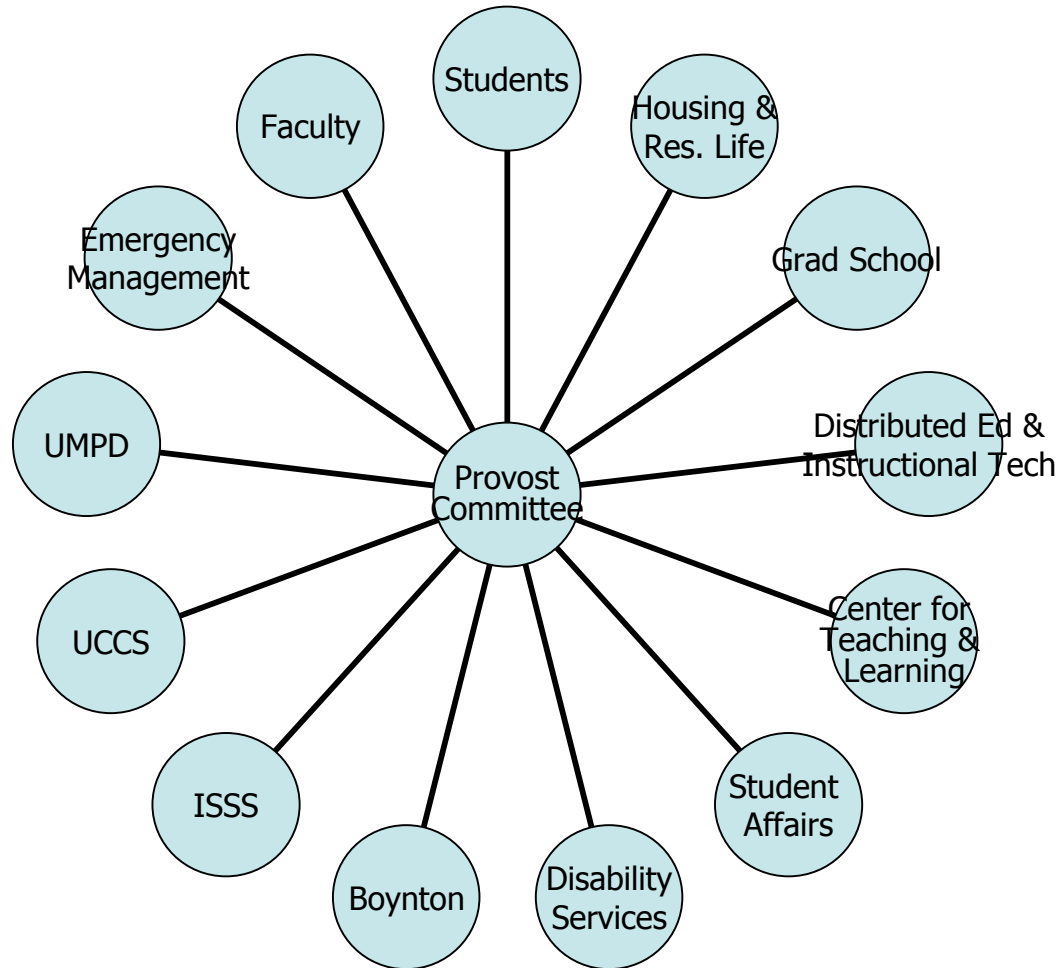 Students
Housing &
Res. Life
Faculty
Grad School
Emergency
Management
Distributed Ed &
Instructional Tech
UMPD
Provost
Committee
Center for
Teaching &
Learning
UCCS
Student
Affairs
ISSS
Disability
Services
Boynton